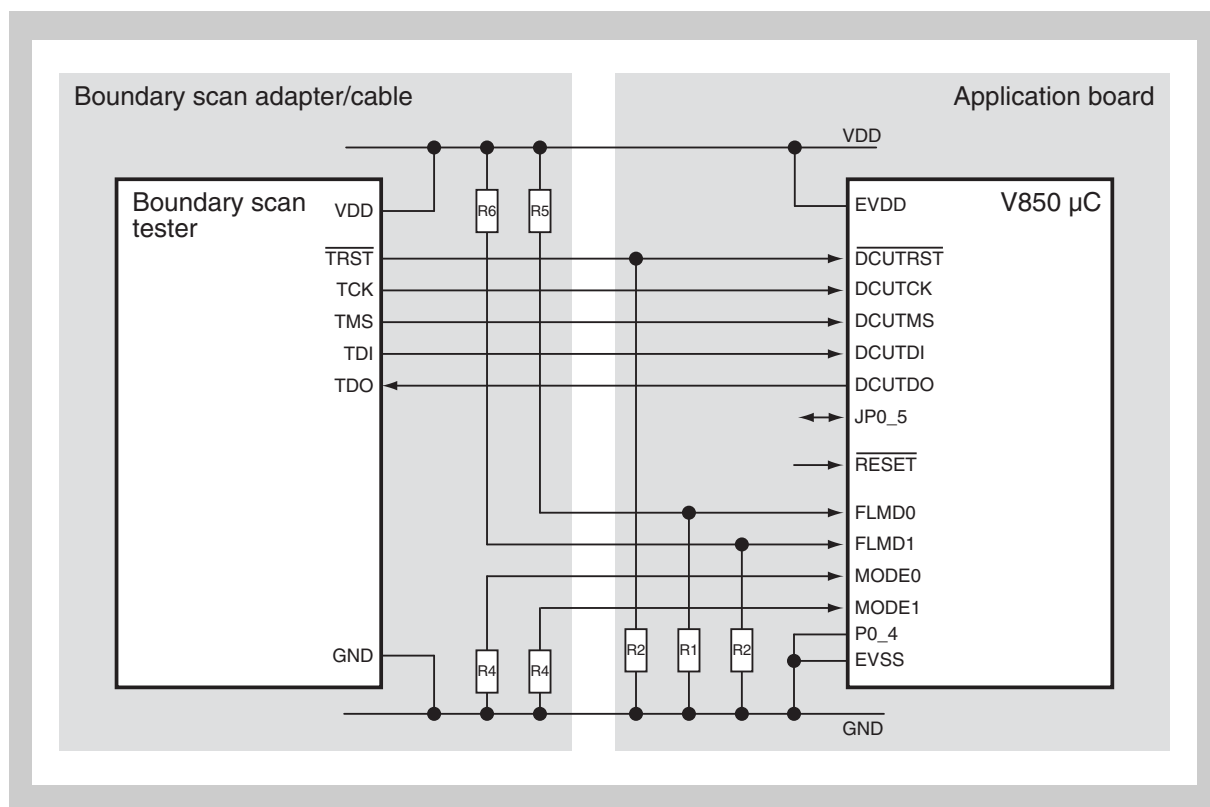 Boundary scan adapter/cable
Application board
VDD
Boundary scan
tester
VDD
TRST
TCK
TMS
TDI
TDO
GND
R6
R5
R4
R4
R2
R1
R2
V850 µC
EVDD
DCUTRST
DCUTCK
DCUTMS
DCUTDI
DCUTDO
JP0_5
RESET
FLMD0
FLMD1
MODE0
MODE1
P0_4
EVSS
GND